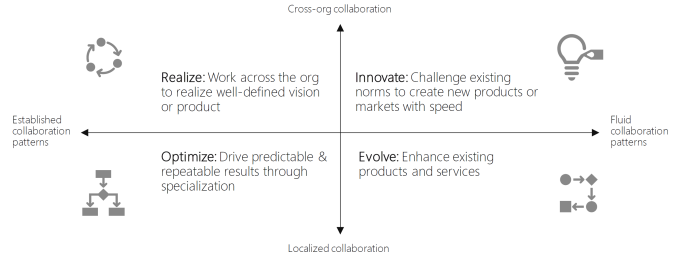 Cross-org collaboration
Realize: Work across the org
to realize well-defined vision
or product
Innovate: Challenge existing
norms to create new products or
markets with speed
Established
collaboration
patterns
Fluid
collaboration
patterns
Optimize: Drive predictable &
repeatable results through
specialization
Evolve: Enhance existing
products and services
Localized collaboration